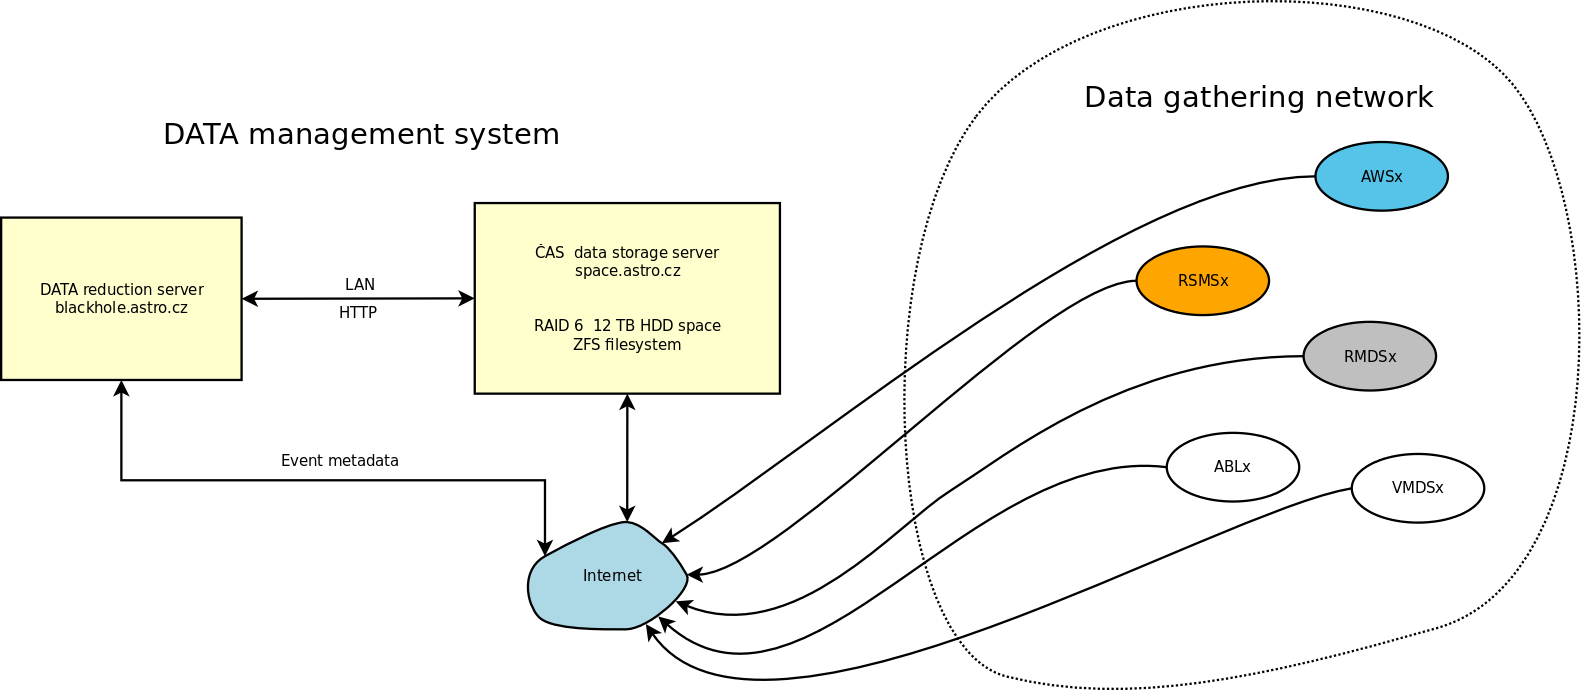 Data gathering network
DATA management system
AWSx
ČAS data storage server
space.astro.cz
RSMSx
DATA reduction server
blackhole.astro.cz
LAN
HTTP
RAID 6 12 TB HDD space
ZFS filesystem
RMDSx
Event metadata
ABLx
VMDSx
Internet